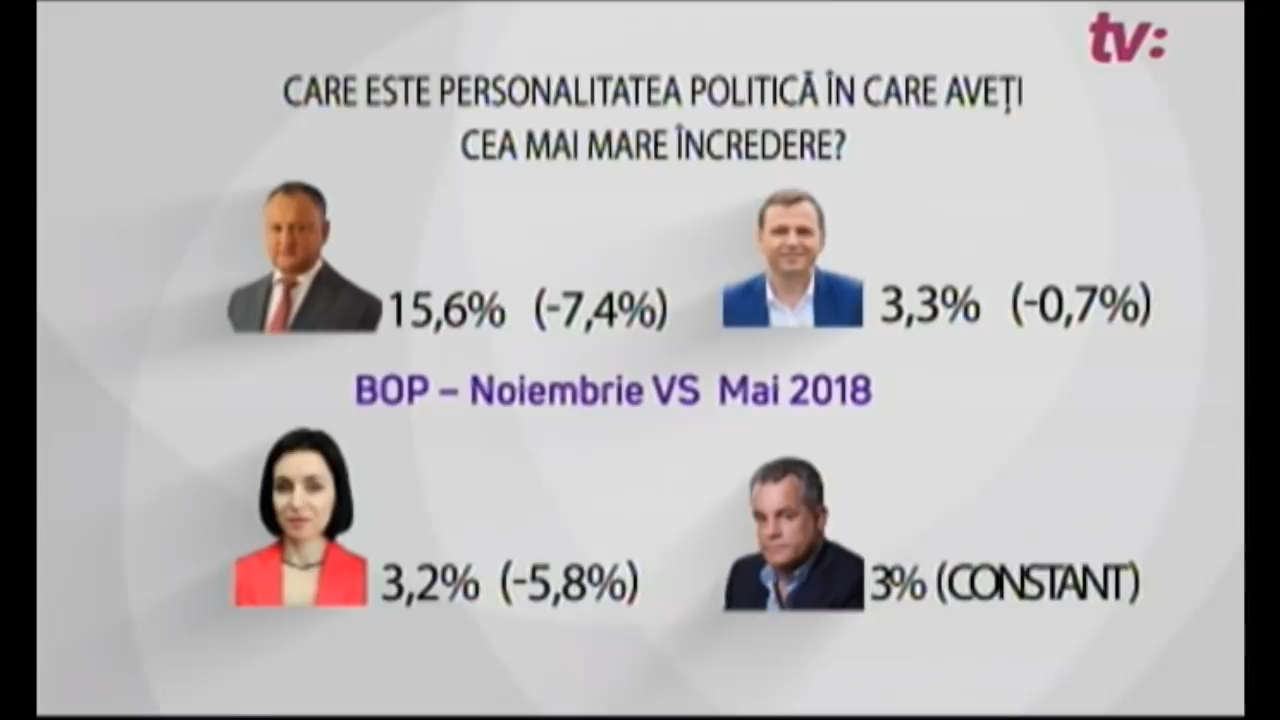 tv:
CARE ESTE PERSONALITATEA POLITICĂ ÎN CARE AVEȚI
CEA MAI MARE ÎNCREDERE?
15,6% (-7,4%)
3,3% (-0,7%)
BOP – Noiembrie VS Mai 2018
3,2% (-5,8%)
3% (CONSTANT)